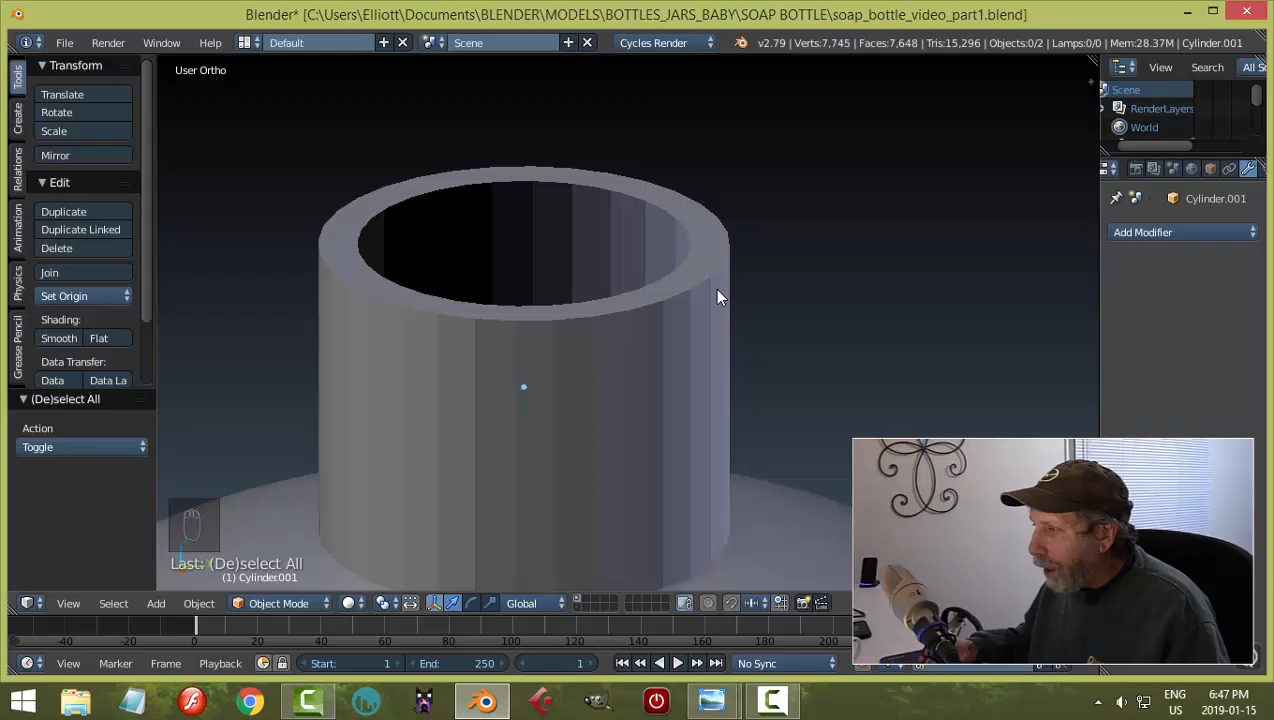 Blender* [C:\Users\Elliott\Documents\BLENDER\MODELS\BOTTLES_JARS_BABY\SOAP BOTTLE\soap_bottle_video_part1.blend]
File Render Window Help Default Scene Cycles Render v2.79 | Verts:7,745 | Faces:7,648 | Tris:15,296 | Objects:0/2 | Lamps:0/0 | Mem:28.37M | Cylinder.001
Tools
Create
Relations
Animation
Physics
Grease Pencil
Transform
Translate
Rotate
Scale
Mirror
Edit
Duplicate
Duplicate Linked
Delete
Join
Set Origin
Shaling:
Smooth Flat
Data Transfer:
Data Data La
(De)select All
Action
Toggle
User Ortho
Last: (De)select All
(1) Cylinder.001
View Search All Sc
Scene
RenderLayers
World
Cylinder.001
Add Modifier
View Select Add Object Object Mode Global
-40 -20 0 20 40 60 80 100 120 140 160 180 200
View Marker Frame Playback Start: 1 End: 250 1 No Sync
ENG 6:47 PM
US 2019-01-15